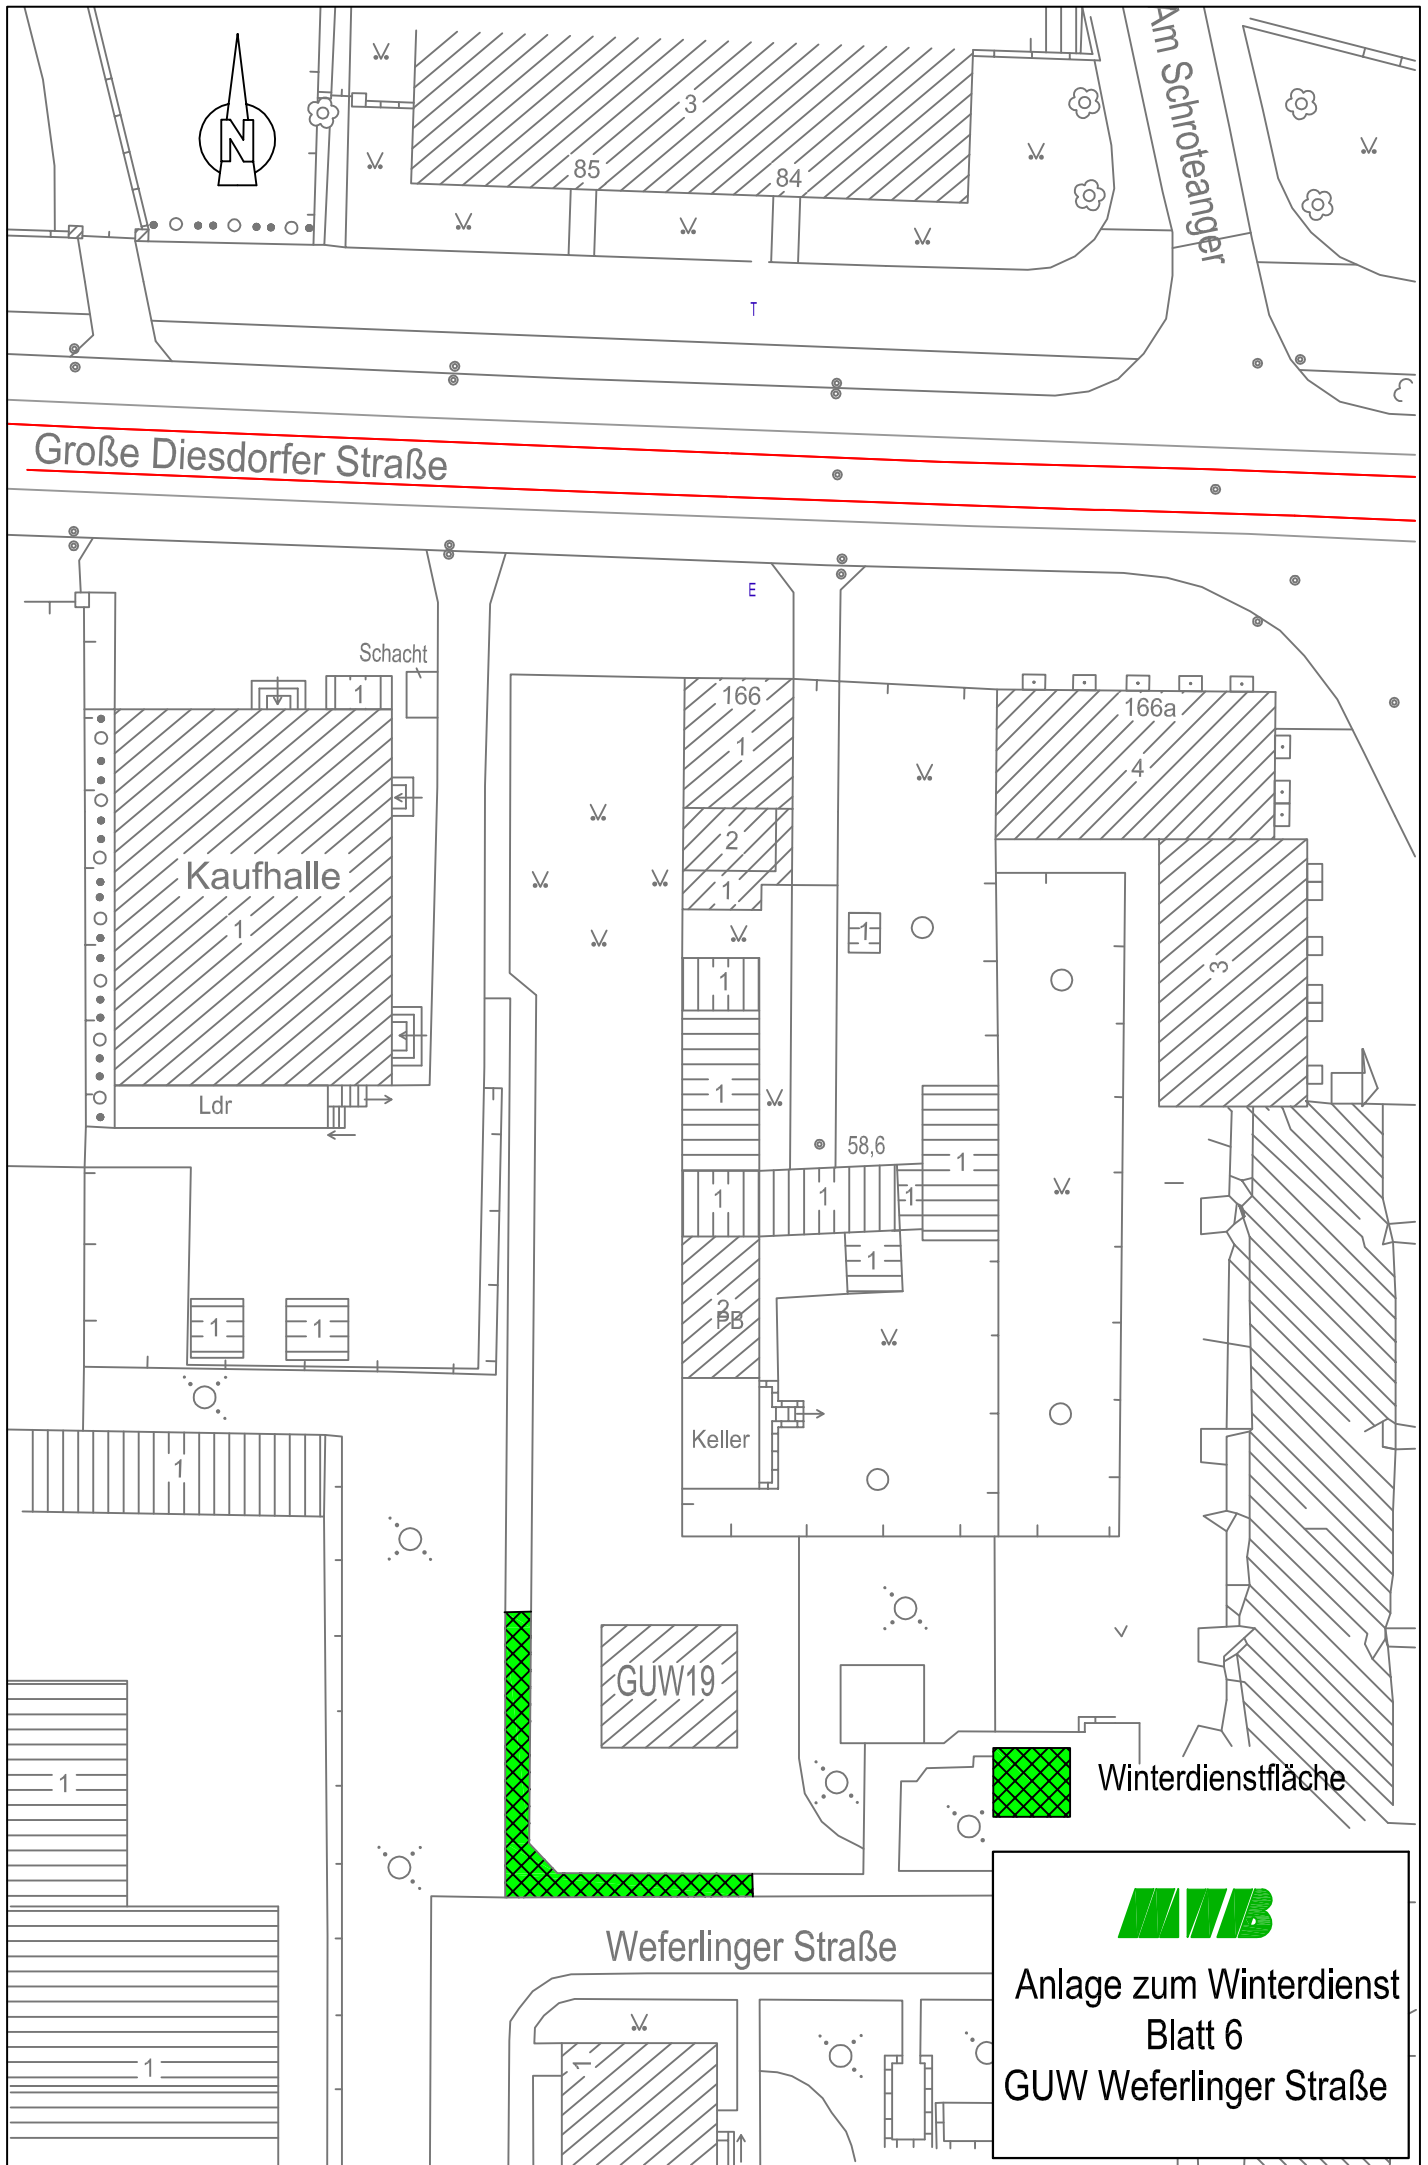 Am Schroteanger
N
3
85
84
T
Große Diesdorfer Straße
E
Schacht
1
166
1
166a
4
2
1
Kaufhalle
1
1
3
1
1
Ldr
58,6
1
1
1
1
1
2
PB
1
1
1
Keller
1
GUW19
1
Winterdienstfläche
MVB
Weferlinger Straße
Anlage zum Winterdienst
Blatt 6
GUW Weferlinger Straße
1
1